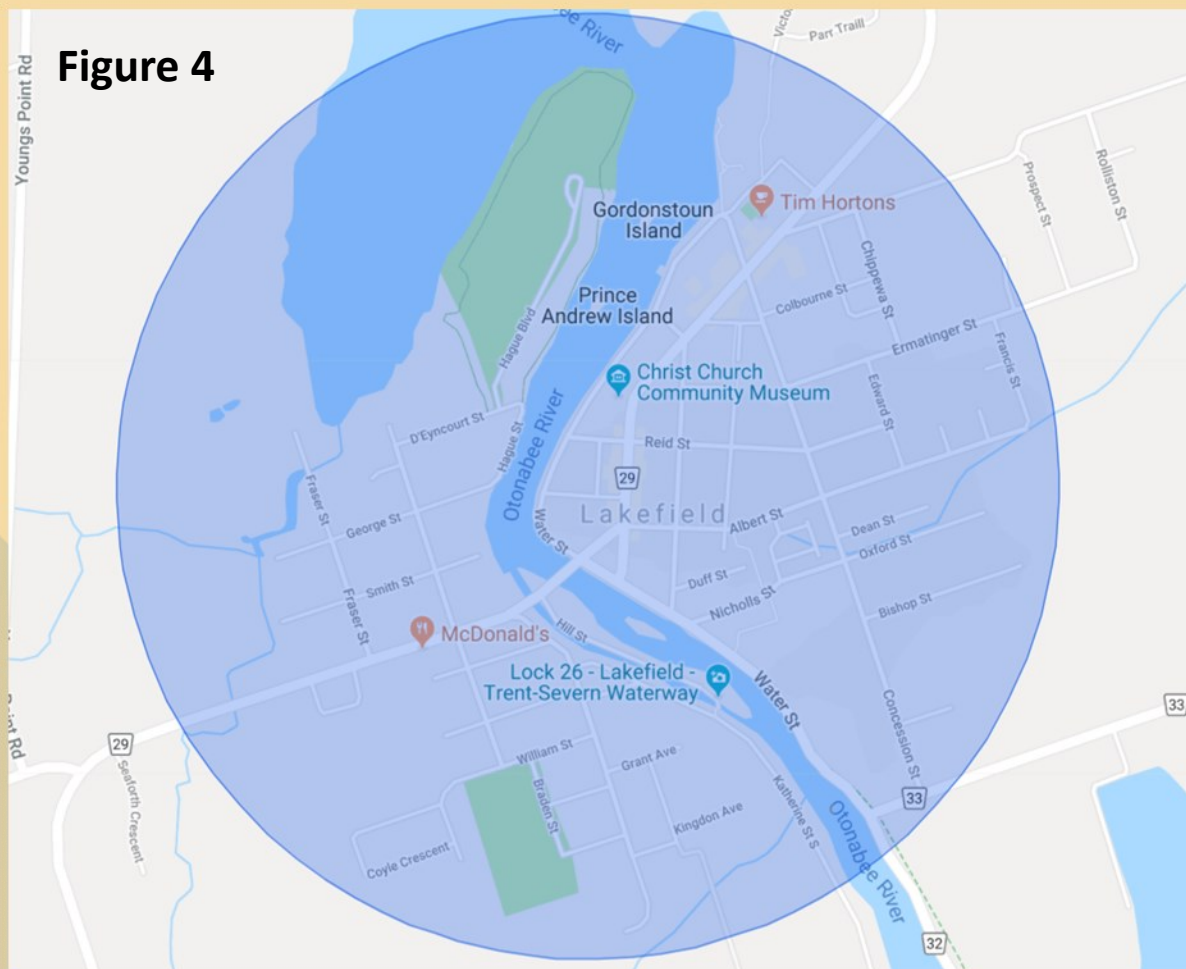 Figure 4
Otonabee River
Parr Traill
Youngs Point Rd
Prospect St
Rolliston St
Tim Hortons
Gordonstoun
Island
Chippewa St
Colbourne St
Prince
Andrew Island
Hague Blvd
Ermatinger St
Francis St
Christ Church
Community Museum
Edward St
D'Eyncourt St
Hague St
Otonabee River
Reid St
29
Fraser St
George St
Water St
Lakefield
Albert St
Dean St
Oxford St
Smith St
Fraser St
Duff St
Nicholls St
Bishop St
McDonald's
Hill St
Lock 26 - Lakefield -
Trent-Severn Waterway
Water St
Concession St
33
29
Point Rd
Seaforth Crescent
William St
Grant Ave
Braden St
Katherine St S
33
Kingdon Ave
Coyle Crescent
Otonabee River
32